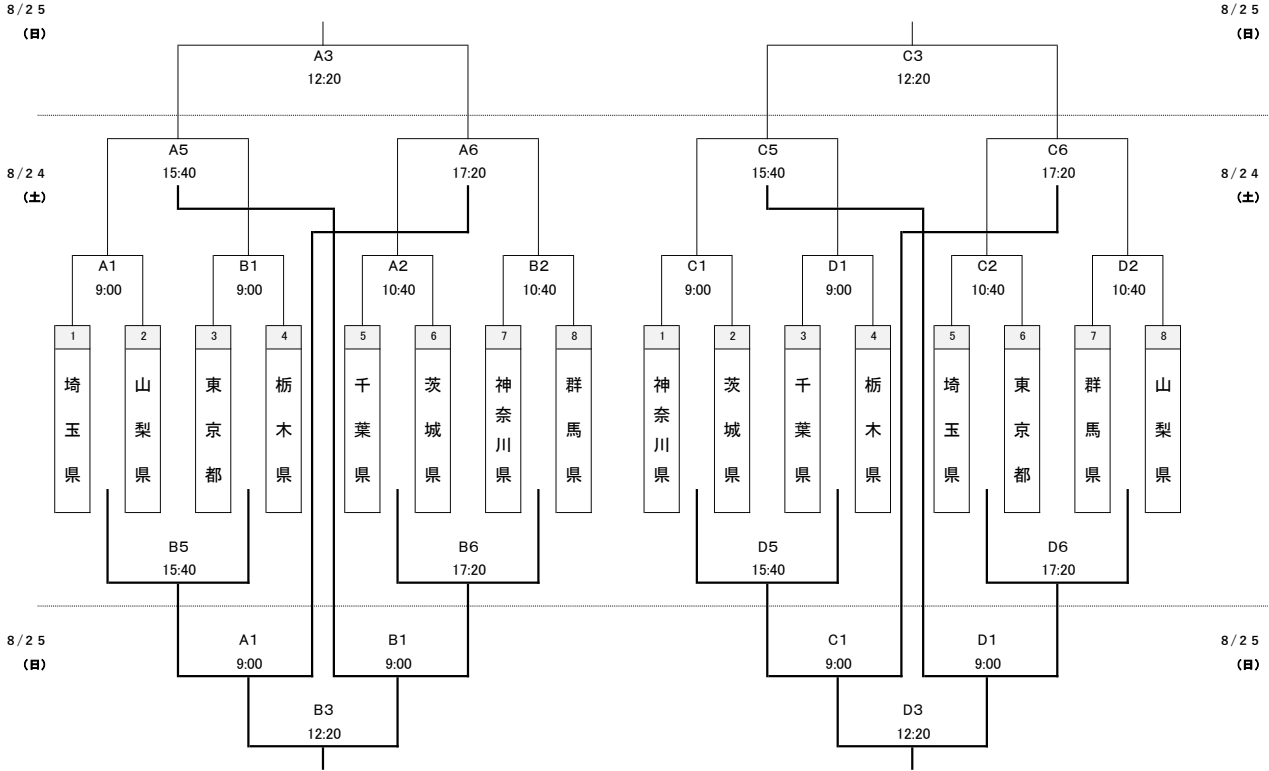 8/25 8/25
(日) (日)
A3 C3
12:20 12:20
A5 A6 C5 C6
15:40 17:20 15:40 17:20
8/24 8/24
(土) (土)
A1 B1 A2 B2 C1 D1 C2 D2
9:00 9:00 10:40 10:40 9:00 9:00 10:40 10:40
1 2 3 4 5 6 7 8 1 2 3 4 5 6 7 8
埼玉県 山梨県 東京都 栃木県 千葉県 茨城県 神奈川県 群馬県 神奈川県 茨城県 千葉県 栃木県 埼玉県 東京都 群馬県 山梨県
B5 B6 D5 D6
15:40 17:20 15:40 17:20
8/25 A1 B1 C1 D1 8/25
(日) 9:00 9:00 9:00 9:00 (日)
B3 D3
12:20 12:20